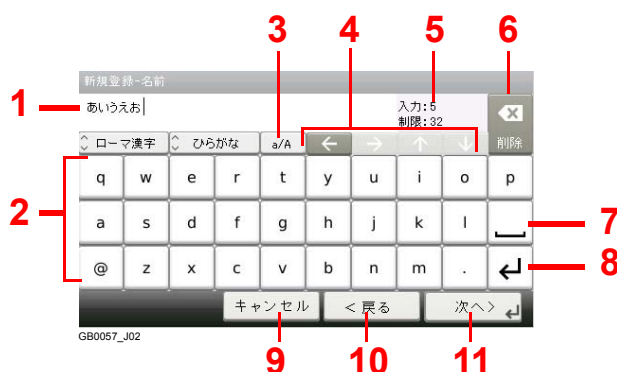 3 4 5 6
新規登録-名前
1 あいうえお 入力:5
制限:32
ローマ漢字 ひらがな a/A ← → ↑ ↓ 削除
2 q w e r t y u i o p
a s d f g h j k l 7
@ z x c v b n m . 8
キャンセル < 戻る 次へ >
GB0057_J02
9 10 11